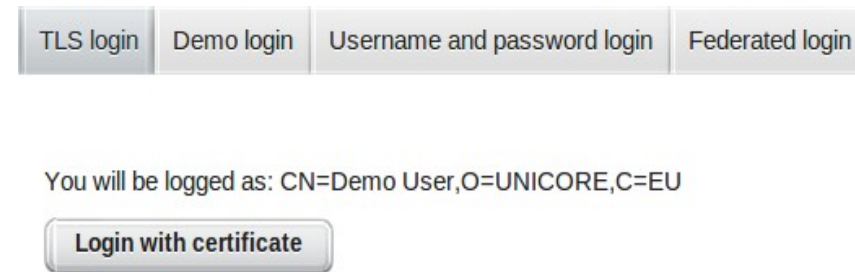 TLS login Demo login Username and password login Federated login
You will be logged as: CN=Demo User,O=UNICORE,C=EU
Login with certificate